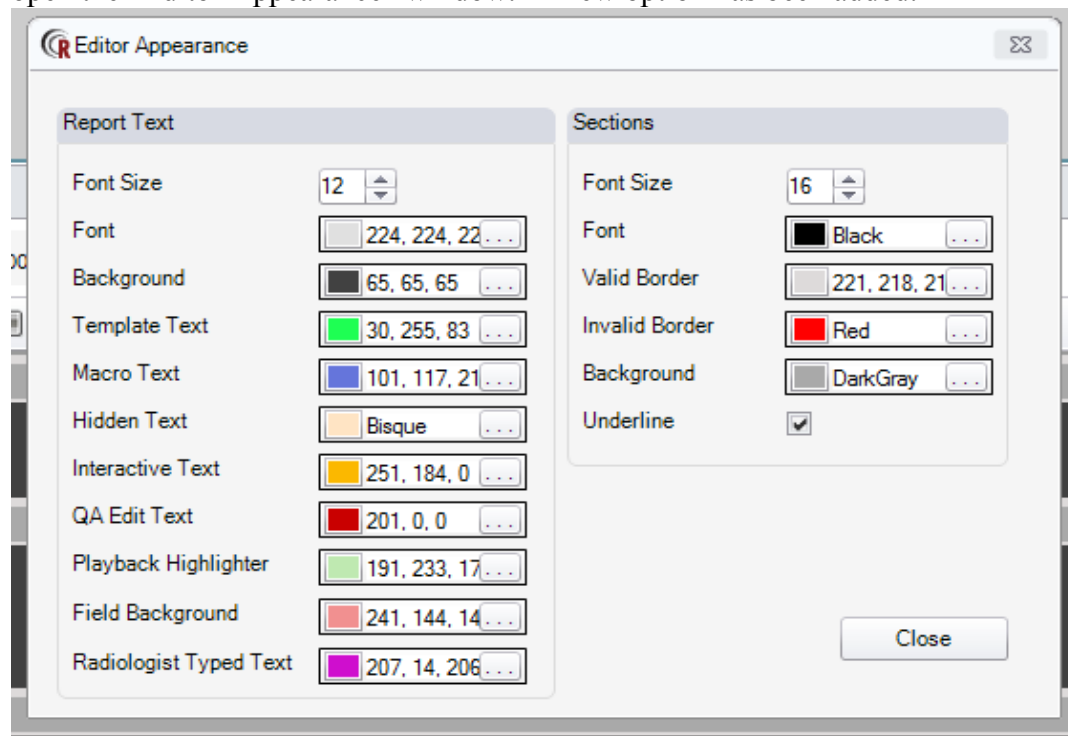 Editor Appearance
Report Text
Font Size 12
Font 224, 224, 22...
Background 65, 65, 65 ...
Template Text 30, 255, 83 ...
Macro Text 101, 117, 21...
Hidden Text Bisque ...
Interactive Text 251, 184, 0 ...
QA Edit Text 201, 0, 0 ...
Playback Highlighter 191, 233, 17...
Field Background 241, 144, 14...
Radiologist Typed Text 207, 14, 206...
Sections
Font Size 16
Font Black ...
Valid Border 221, 218, 21...
Invalid Border Red ...
Background DarkGray ...
Underline
Close